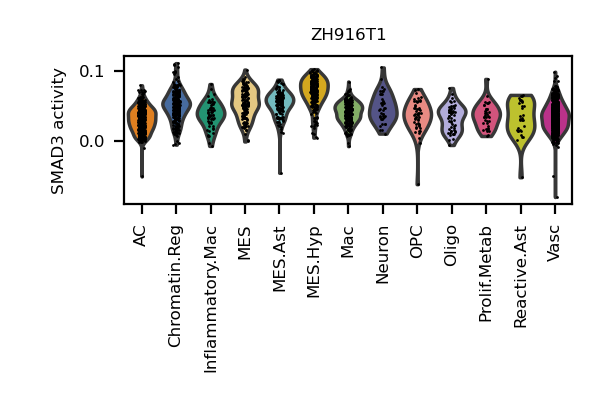 ZH916T1
SMAD3 activity
0.1
0.0
AC
Chromatin.Reg
Inflammatory.Mac
MES
MES.Ast
MES.Hyp
Mac
Neuron
OPC
Oligo
Prolif.Metab
Reactive.Ast
Vasc